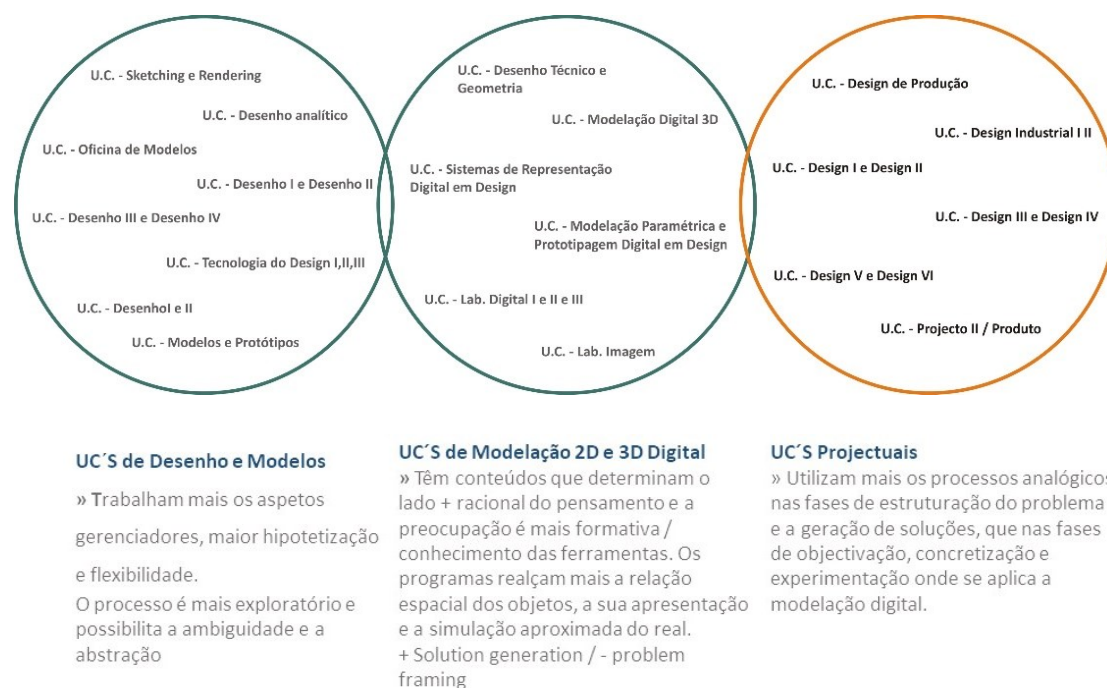 U.C. - Sketching e Rendering
U.C. - Desenho analítico
U.C. - Oficina de Modelos
U.C. - Desenho I e Desenho II
U.C. - Desenho III e Desenho IV
U.C. - Tecnologia do Design I,II,III
U.C. - DesenhoI e II
U.C. - Modelos e Protótipos
U.C. - Desenho Técnico e
Geometria
U.C. - Modelação Digital 3D
U.C. - Sistemas de Representação
Digital em Design
U.C. - Modelação Paramétrica e
Prototipagem Digital em Design
U.C. - Lab. Digital I e II e III
U.C. - Lab. Imagem
U.C. - Design de Produção
U.C. - Design Industrial I II
U.C. - Design I e Design II
U.C. - Design III e Design IV
U.C. - Design V e Design VI
U.C. - Projecto II / Produto
UC´S de Desenho e Modelos
» Trabalham mais os aspetos
gerenciadores, maior hipotetização
e flexibilidade.
O processo é mais exploratório e
possibilita a ambiguidade e a
abstração
UC´S de Modelação 2D e 3D Digital
» Têm conteúdos que determinam o
lado + racional do pensamento e a
preocupação é mais formativa /
conhecimento das ferramentas. Os
programas realçam mais a relação
espacial dos objetos, a sua apresentação
e a simulação aproximada do real.
+ Solution generation / - problem
framing
UC´S Projectuais
» Utilizam mais os processos analógicos
nas fases de estruturação do problema
e a geração de soluções, que nas fases
de objectivação, concretização e
experimentação onde se aplica a
modelação digital.